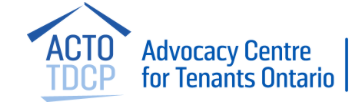 ACTO
TDCP
Advocacy Centre
for Tenants Ontario